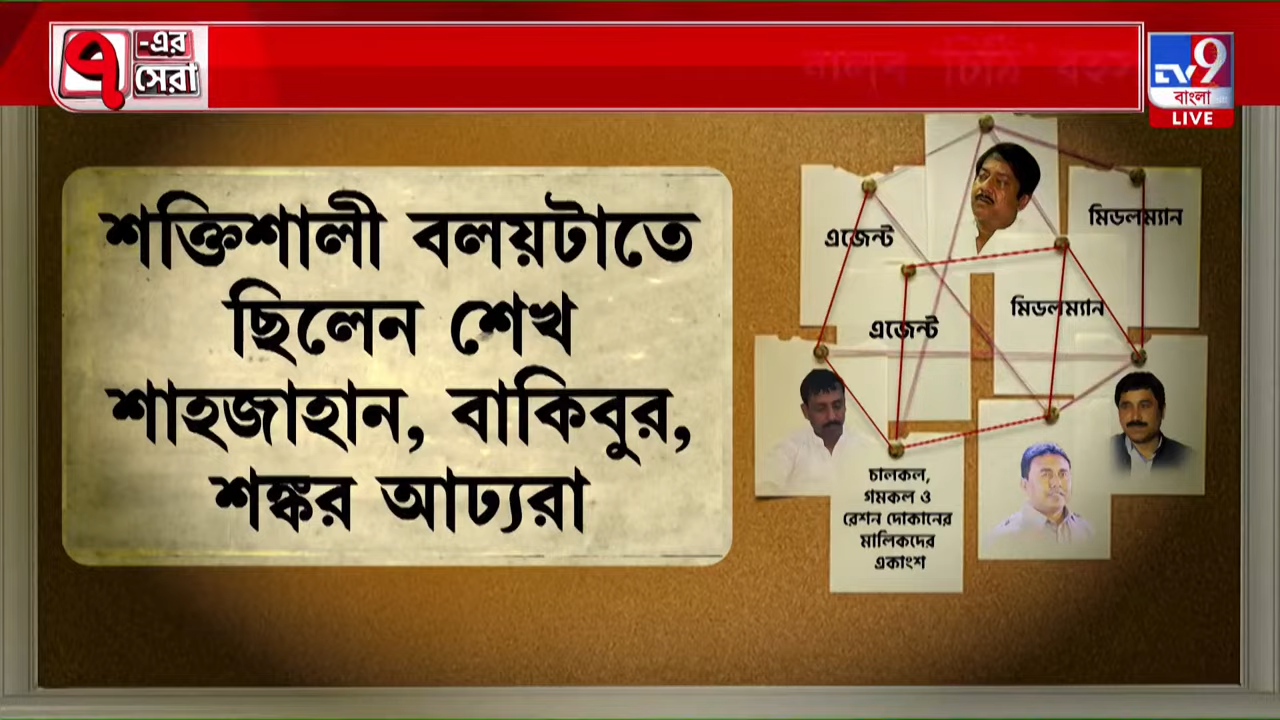 ৭
-এর
সেরা
TV9
বাংলা
LIVE
শক্তিশালী বলয়টাতে
ছিলেন শেখ
শাহজাহান, বাকিবুর,
শঙ্কর আঢ্যরা
এজেন্ট
মিডলম্যান
এজেন্ট
মিডলম্যান
চালকল,
গমকল ও
রেশন দোকানের
মালিকদের
একাংশ